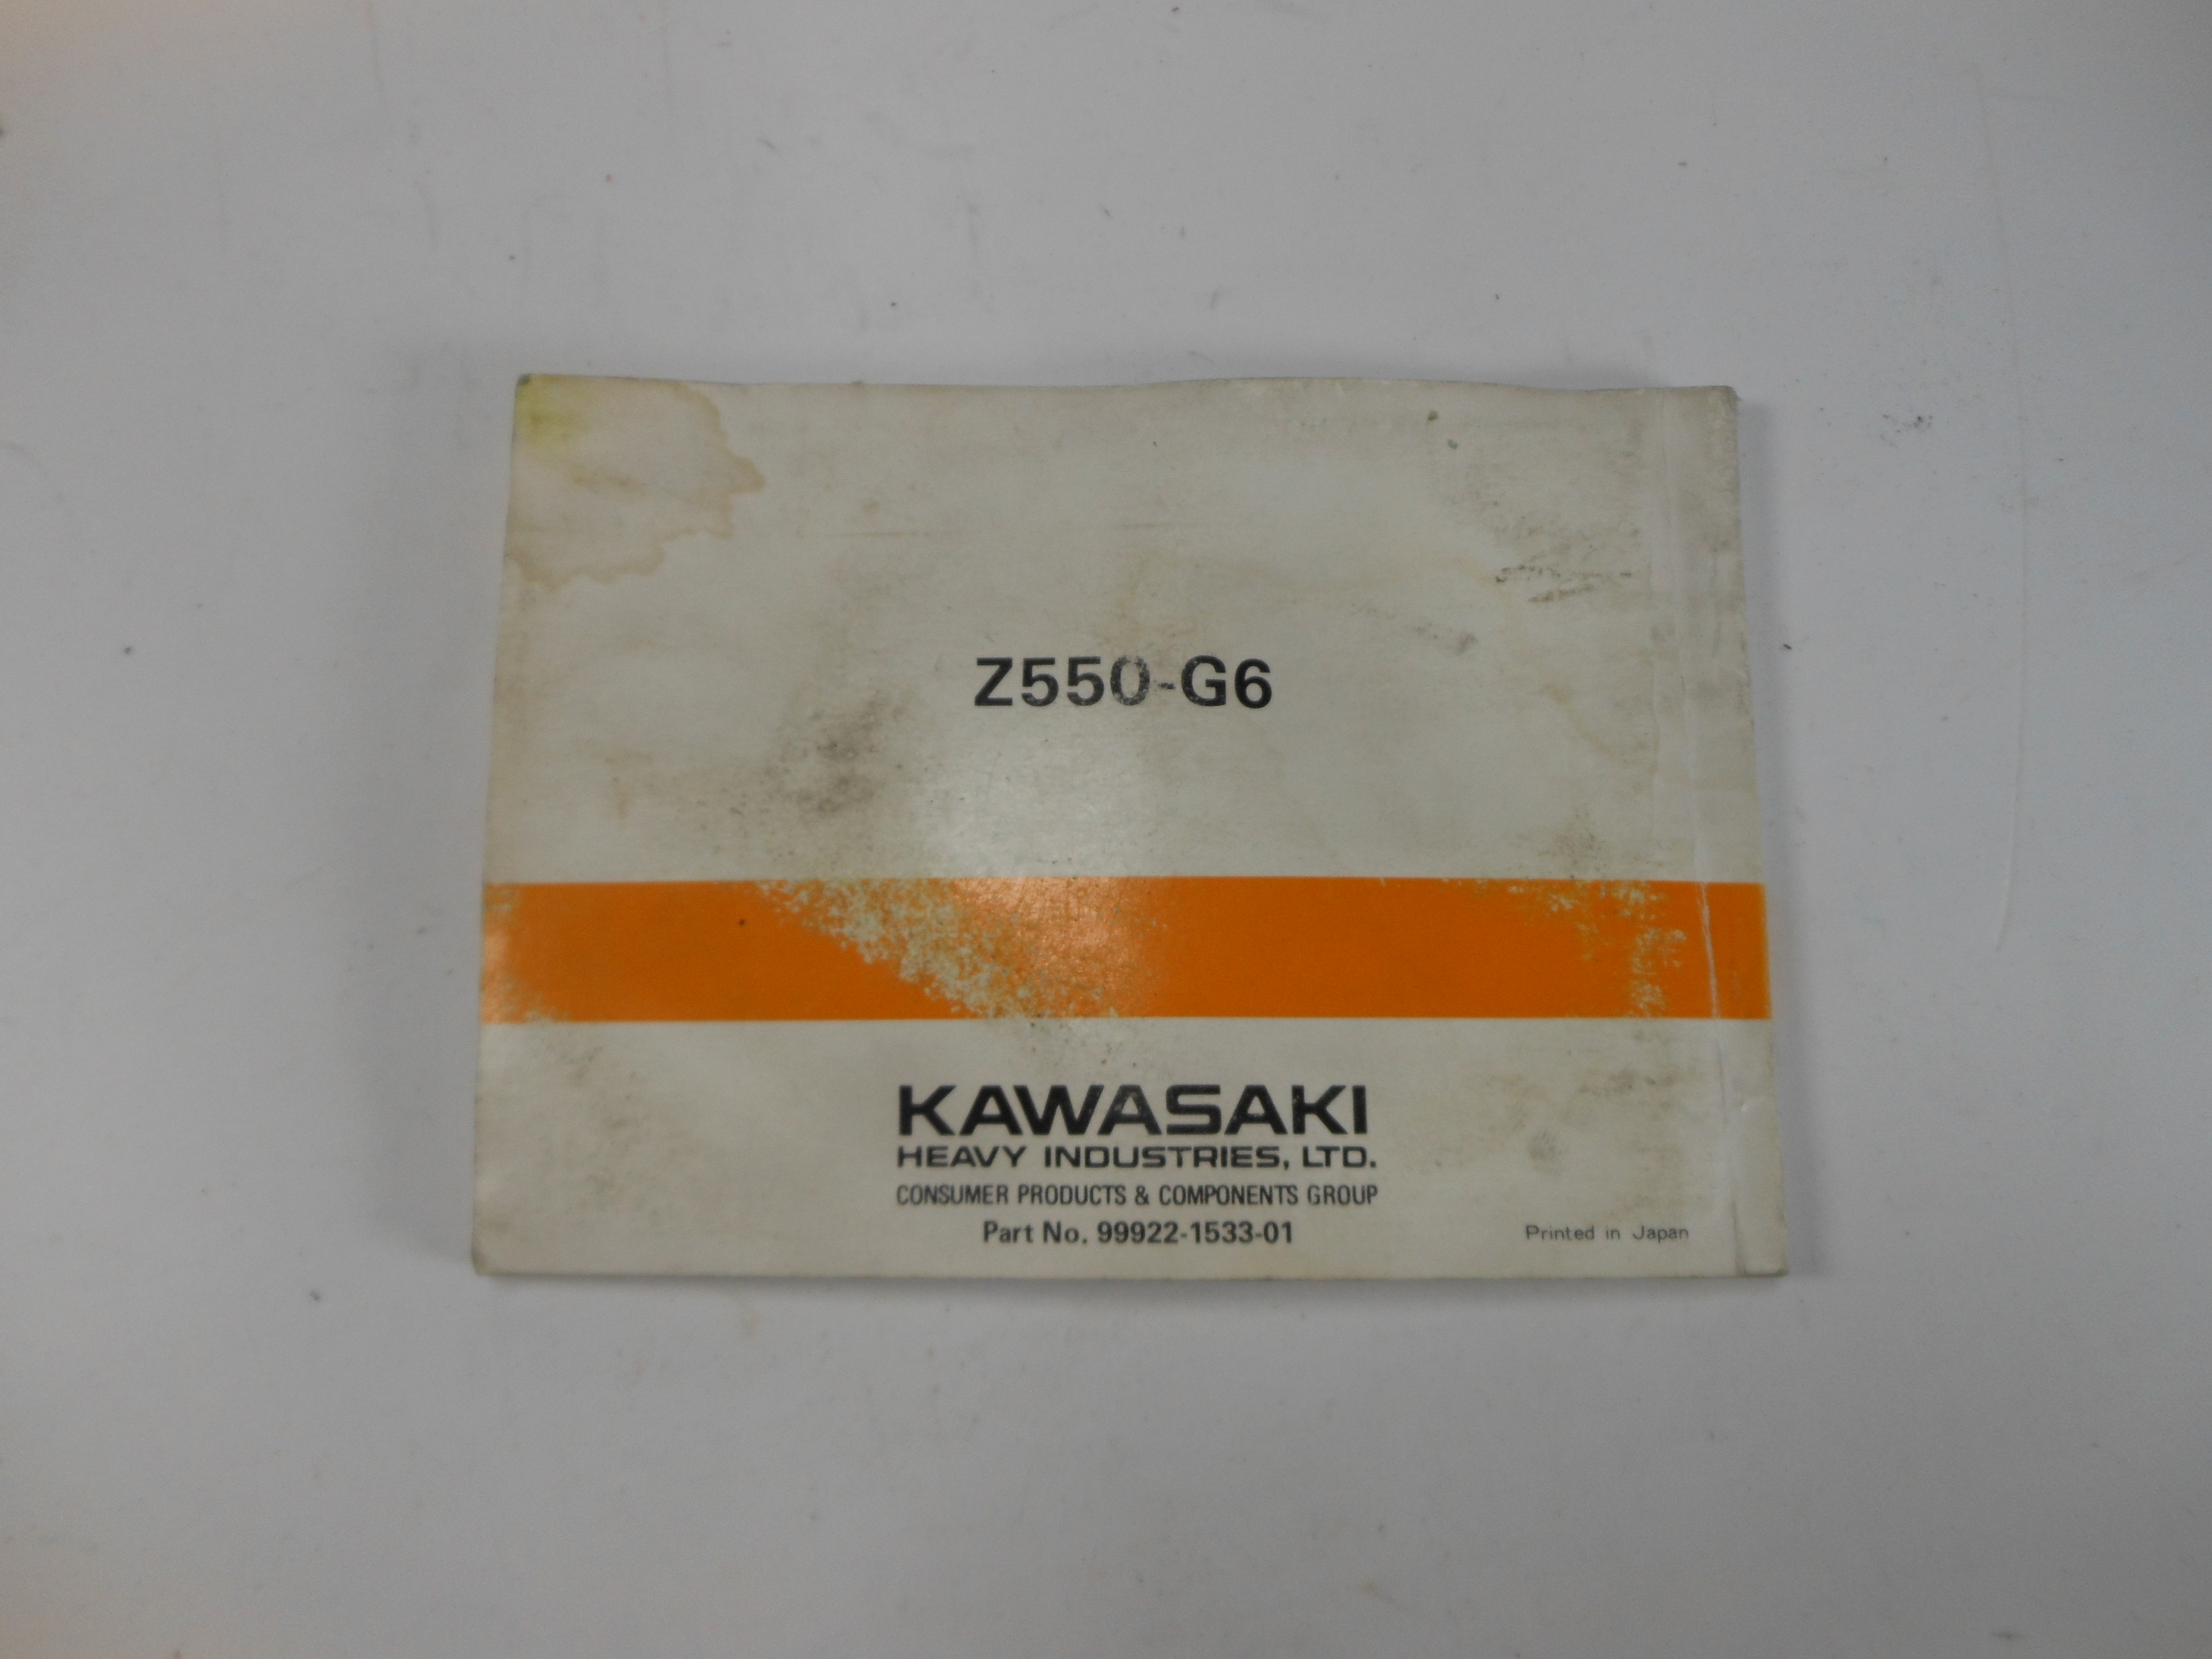 Z550-G6
KAWASAKI
HEAVY INDUSTRIES, LTD.
CONSUMER PRODUCTS & COMPONENTS GROUP
Part No. 99922-1533-01
Printed in Japan